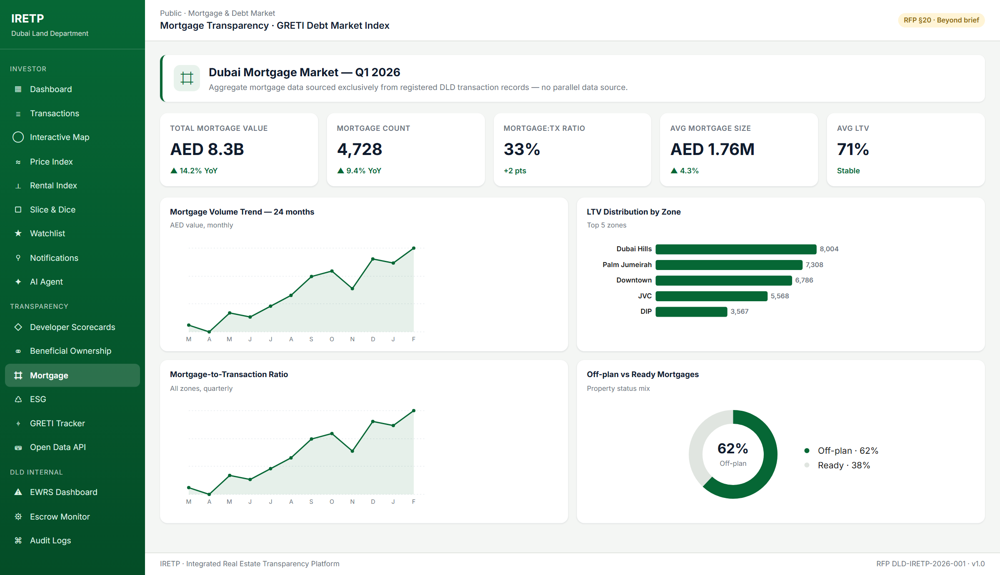 IRETP
Dubai Land Department
INVESTOR
Dashboard
Transactions
Interactive Map
Price Index
Rental Index
Slice & Dice
Watchlist
Notifications
AI Agent
TRANSPARENCY
Developer Scorecards
Beneficial Ownership
Mortgage
ESG
GRETI Tracker
Open Data API
DLD INTERNAL
EWRS Dashboard
Escrow Monitor
Audit Logs
Public · Mortgage & Debt Market
Mortgage Transparency · GRETI Debt Market Index
RFP §20 · Beyond brief
Dubai Mortgage Market — Q1 2026
Aggregate mortgage data sourced exclusively from registered DLD transaction records — no parallel data source.
TOTAL MORTGAGE VALUE
AED 8.3B
▲ 14.2% YoY
MORTGAGE COUNT
4,728
▲ 9.4% YoY
MORTGAGE:TX RATIO
33%
+2 pts
AVG MORTGAGE SIZE
AED 1.76M
▲ 4.3%
AVG LTV
71%
Stable
Mortgage Volume Trend — 24 months
AED value, monthly
M A M J J A S O N D J F
LTV Distribution by Zone
Top 5 zones
Dubai Hills 8,004
Palm Jumeirah 7,308
Downtown 6,786
JVC 5,568
DIP 3,567
Mortgage-to-Transaction Ratio
All zones, quarterly
M A M J J A S O N D J F
Off-plan vs Ready Mortgages
Property status mix
62%
Off-plan
Off-plan · 62%
Ready · 38%
IRETP · Integrated Real Estate Transparency Platform
RFP DLD-IRETP-2026-001 · v1.0